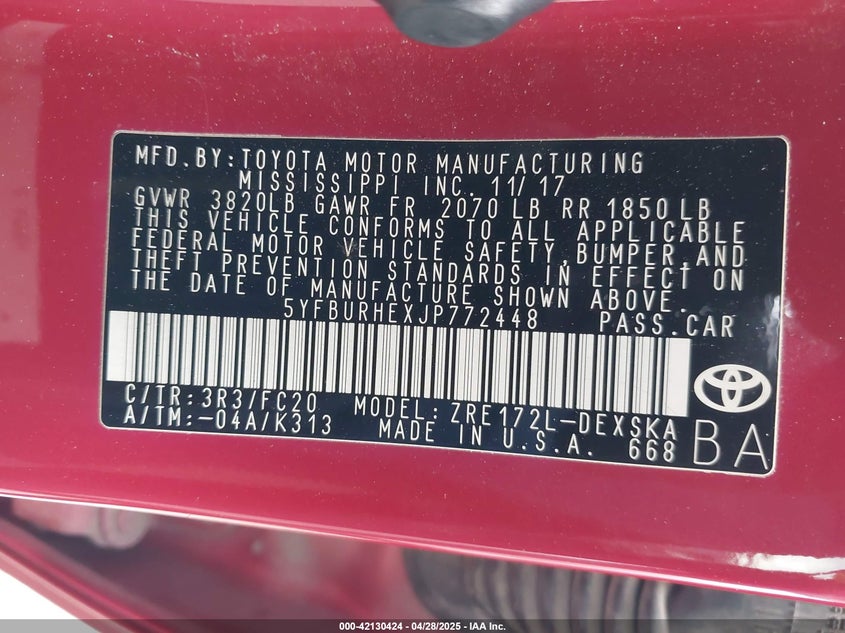 MFD.BY:TOYOTA MOTOR MANUFACTURING
MISSISSIPPI INC. 11/17
GVWR 3820LB GAWR FR 2070 LB RR 1850 LB
THIS VEHICLE CONFORMS TO ALL APPLICABLE
FEDERAL MOTOR VEHICLE SAFETY,BUMPER,AND
THEFT PREVENTION STANDARDS IN EFFECT ON
THE DATE OF MANUFACTURE SHOWN ABOVE.
5YFBURHEXJP772448 PASS.CAR
C/TR:3R3/FC20 MODEL:ZRE172L-DEXSKA
A/TM:-04A/K313 MADE IN U.S.A. 668
BA
000-42130424 - 04/28/2025 - IAA Inc.